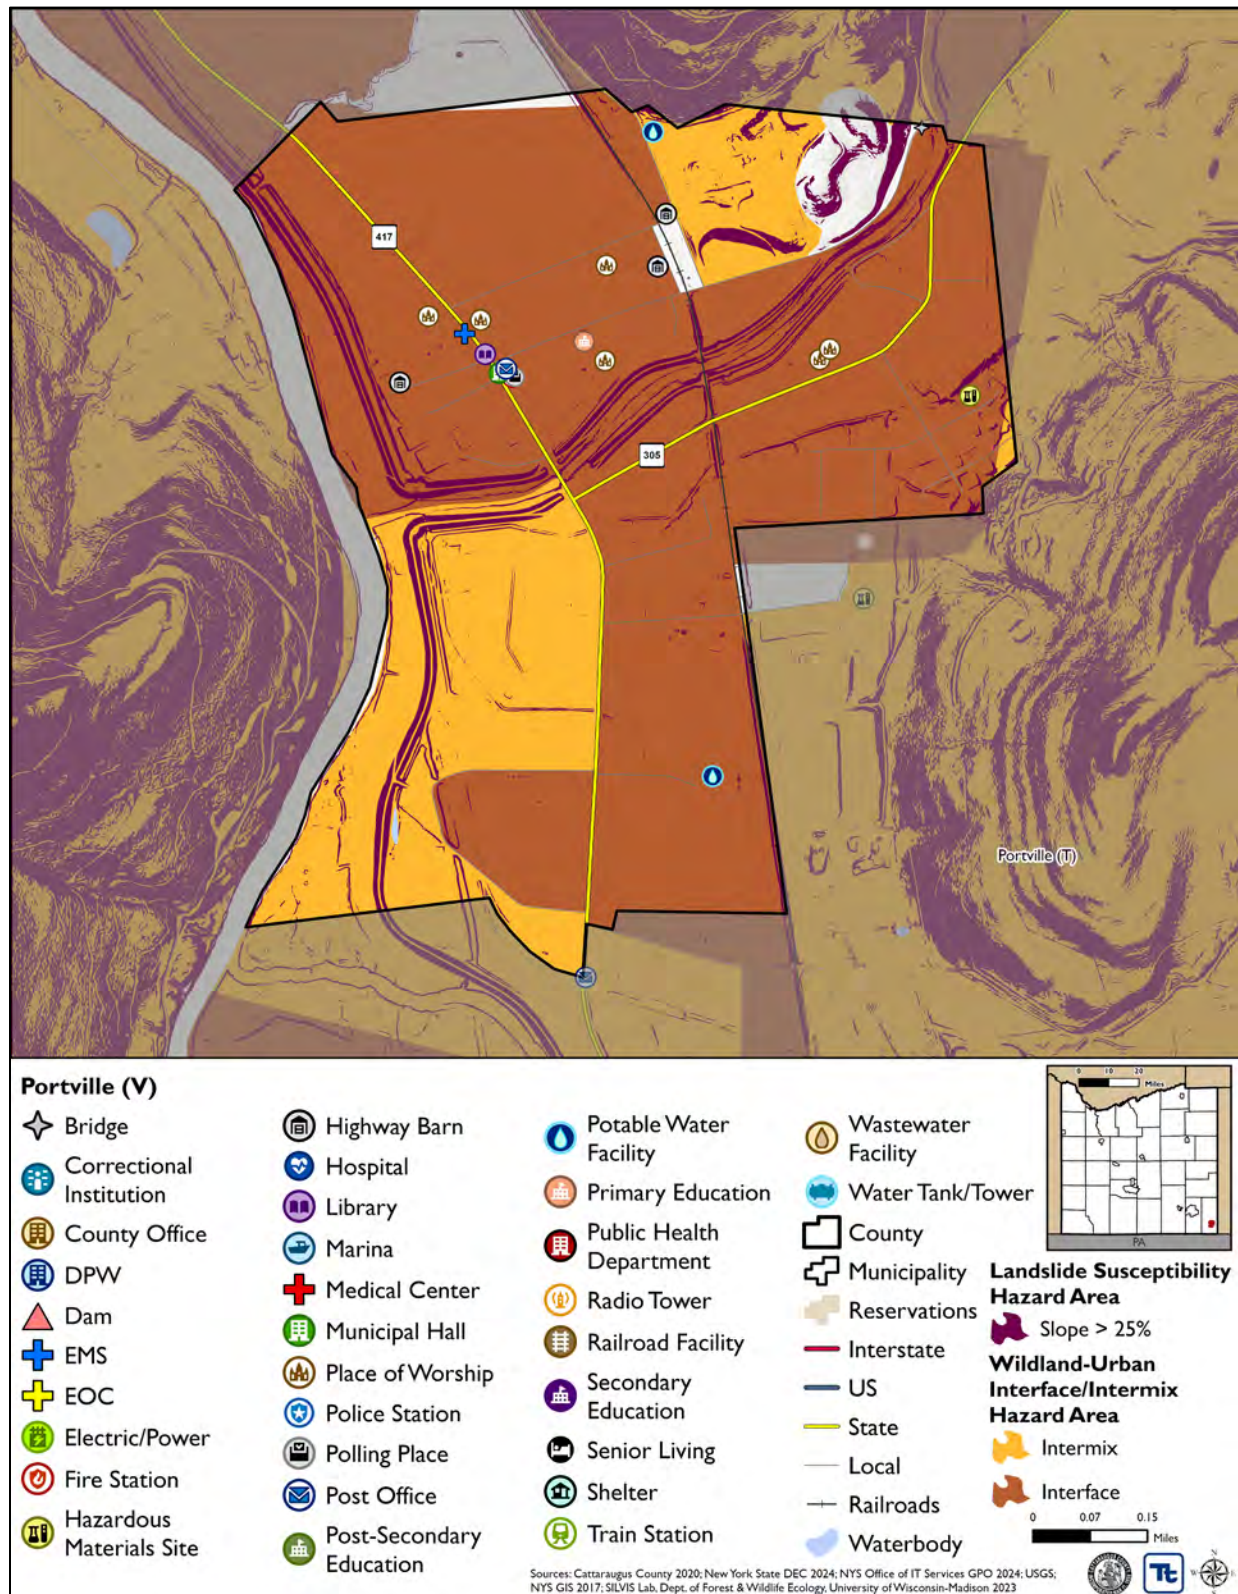 417
305
Portville (T)
Portville (V)
Bridge
Correctional
Institution
County Office
DPW
Dam
EMS
EOC
Electric/Power
Fire Station
Hazardous
Materials Site
Highway Barn
Hospital
Library
Marina
Medical Center
Municipal Hall
Place of Worship
Police Station
Polling Place
Post Office
Post-Secondary
Education
Potable Water
Facility
Primary Education
Public Health
Department
Radio Tower
Railroad Facility
Secondary
Education
Senior Living
Shelter
Train Station
Wastewater
Facility
Water Tank/Tower
County
Municipality
Reservations
Interstate
US
State
Local
Railroads
Waterbody
0 10 20
Miles
PA
Landslide Susceptibility
Hazard Area
Slope > 25%
Wildland-Urban
Interface/Intermix
Hazard Area
Intermix
Interface
0 0.07 0.15
Miles
Sources: Cattaraugus County 2020; New York State DEC 2024; NYS Office of IT Services GPO 2024; USGS;
NYS GIS 2017; SILVIS Lab, Dept. of Forest & Wildlife Ecology, University of Wisconsin-Madison 2023
Tt
N
W E
S